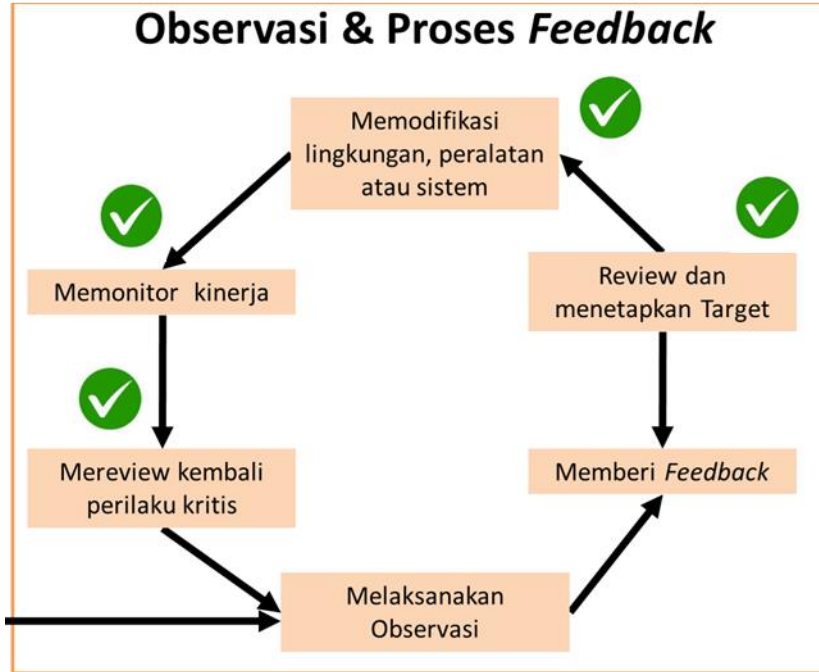 Observasi & Proses Feedback
Memodifikasi
lingkungan, peralatan
atau sistem
Memonitor kinerja
Review dan
menetapkan Target
Mereview kembali
perilaku kritis
Memberi Feedback
Melaksanakan
Observasi